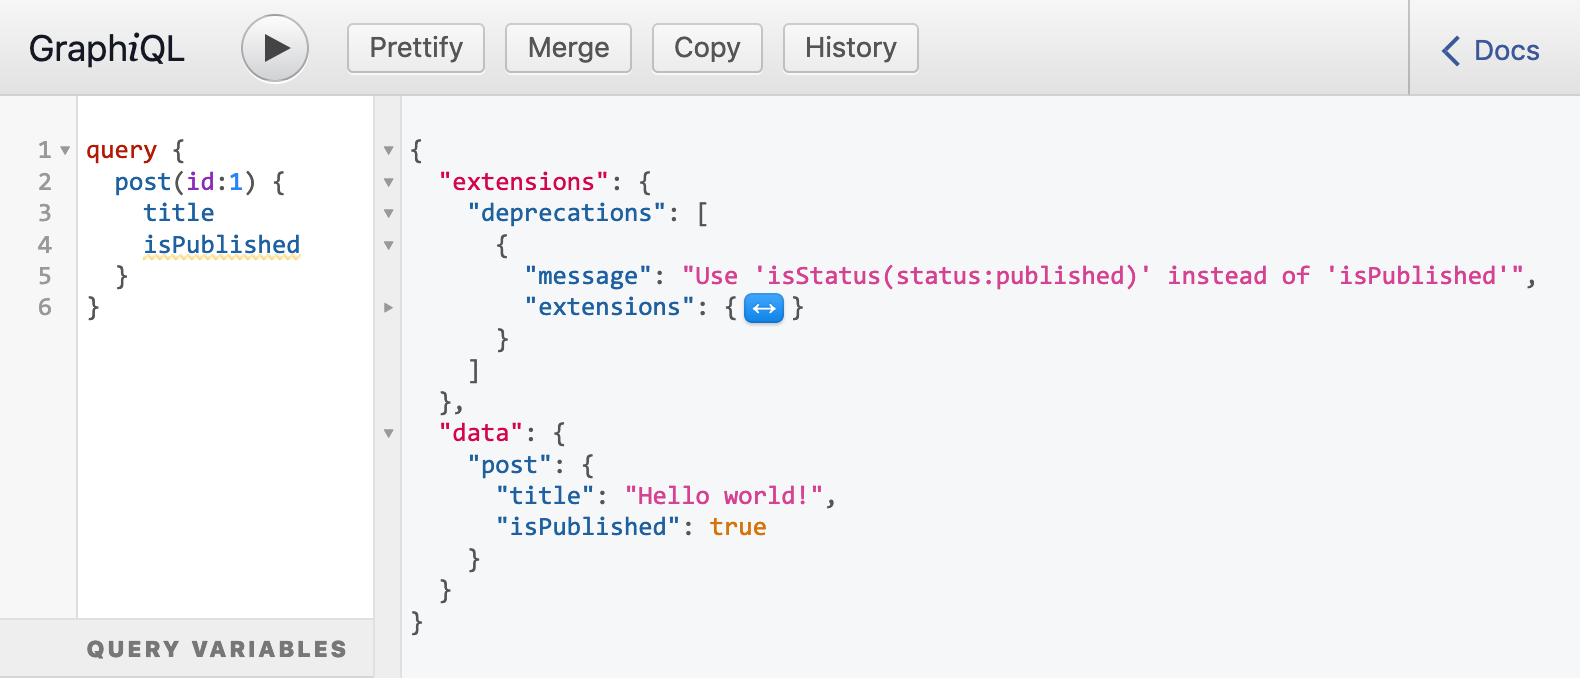 GraphiQL Prettify Merge Copy History Docs
1 query {
2 post(id:1) {
3 title
4 isPublished
5 }
6 }
QUERY VARIABLES
{
"extensions": {
"deprecations": [
{
"message": "Use 'isStatus(status:published)' instead of 'isPublished'",
"extensions": {↔}
}
]
},
"data": {
"post": {
"title": "Hello world!",
"isPublished": true
}
}
}